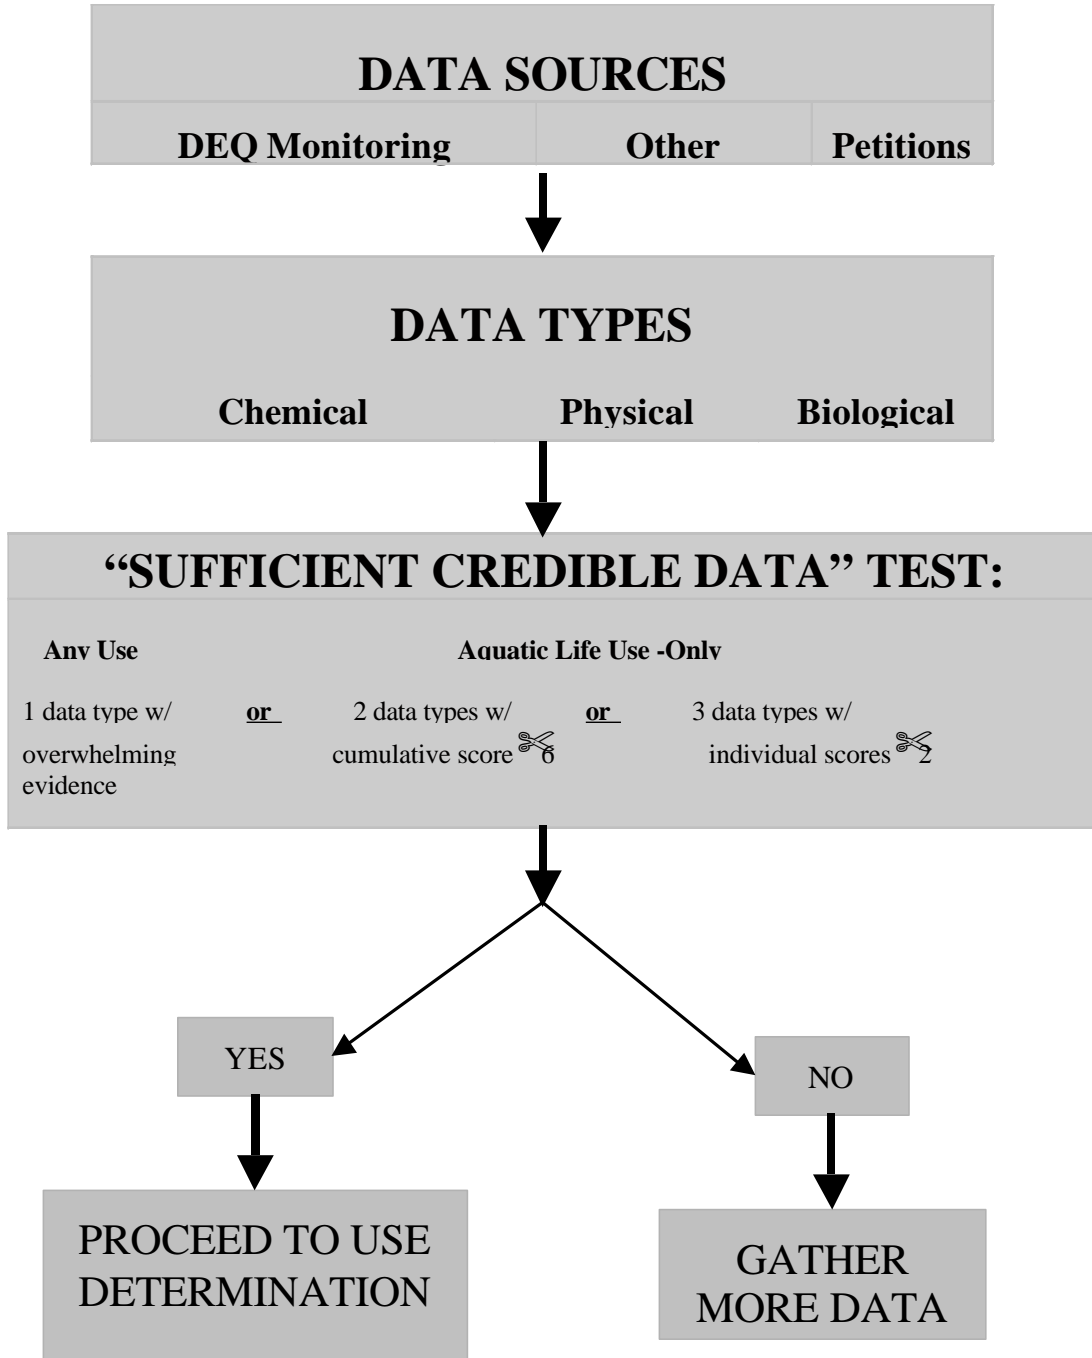 DATA SOURCES
DEQ Monitoring Other Petitions
DATA TYPES
Chemical Physical Biological
“SUFFICIENT CREDIBLE DATA” TEST:
Any Use Aquatic Life Use -Only
1 data type w/ or 2 data types w/ or 3 data types w/
overwhelming cumulative score ✄6 individual scores ✄2
evidence
YES
NO
PROCEED TO USE
DETERMINATION
GATHER
MORE DATA